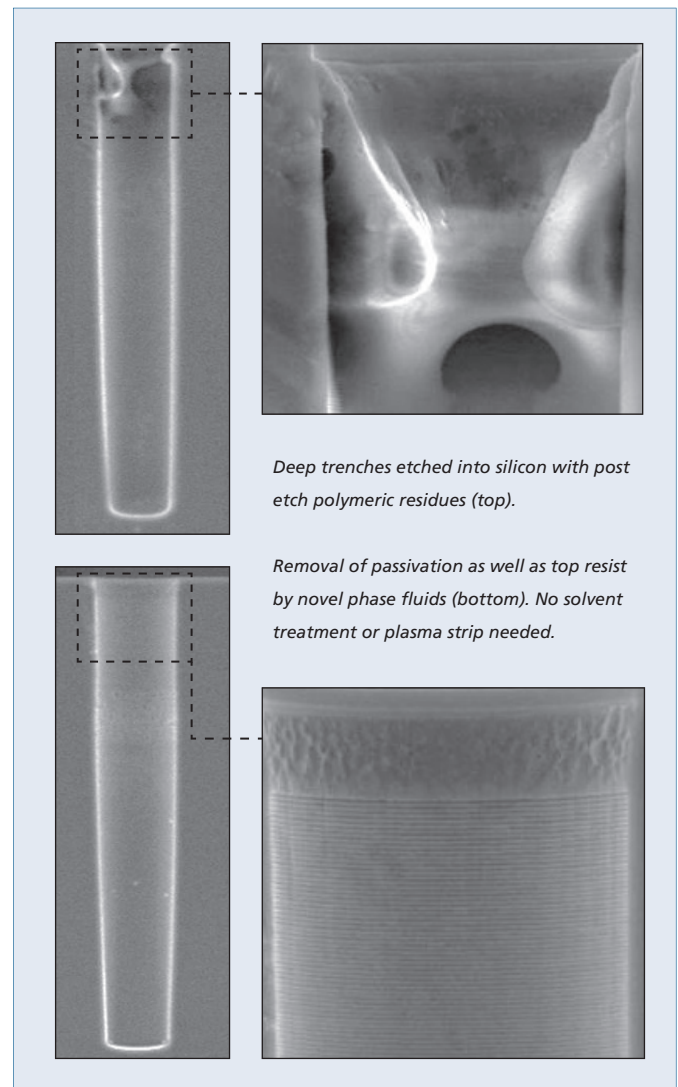 Deep trenches etched into silicon with post
etch polymeric residues (top).
Removal of passivation as well as top resist
by novel phase fluids (bottom). No solvent
treatment or plasma strip needed.